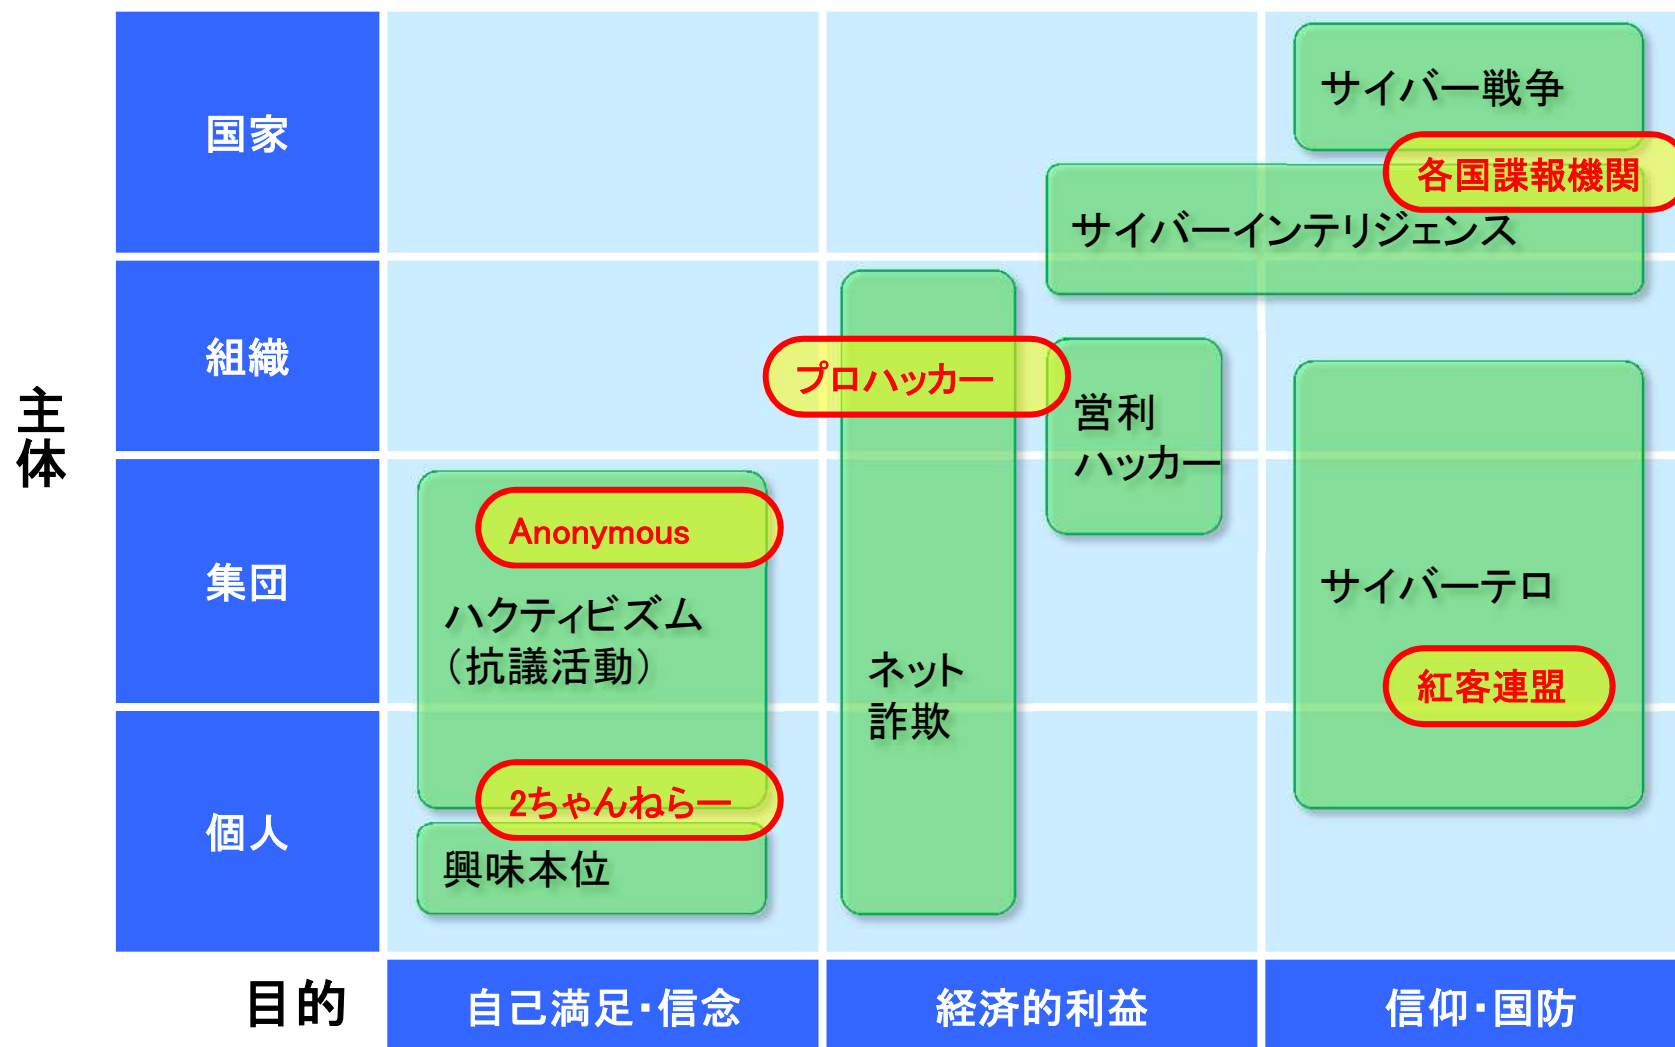 サイバー戦争
国家
各国諜報機関
サイバーインテリジェンス
組織
プロハッカー
営利
ハッカー
主体
Anonymous
集団
ハクティビズム
（抗議活動）
サイバーテロ
ネット
詐欺
紅客連盟
2ちゃんねらー
個人
興味本位
目的
自己満足・信念
経済的利益
信仰・国防